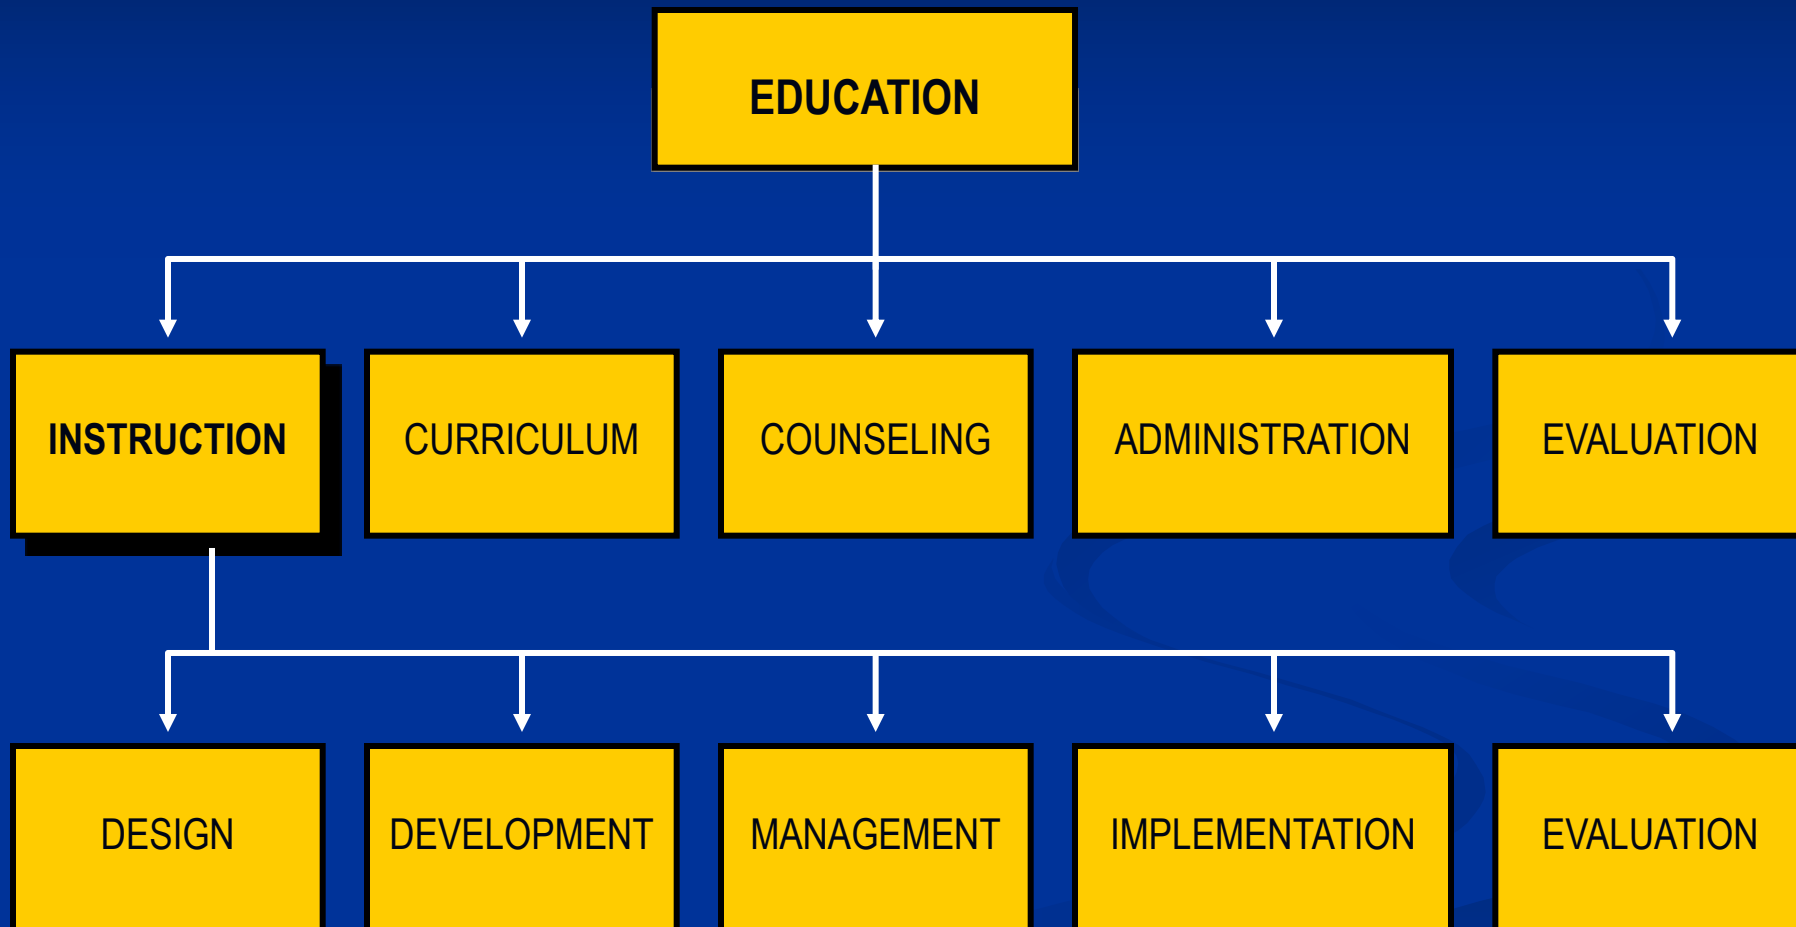 EDUCATION
INSTRUCTION
CURRICULUM
COUNSELING
ADMINISTRATION
EVALUATION
DESIGN
DEVELOPMENT
MANAGEMENT
IMPLEMENTATION
EVALUATION